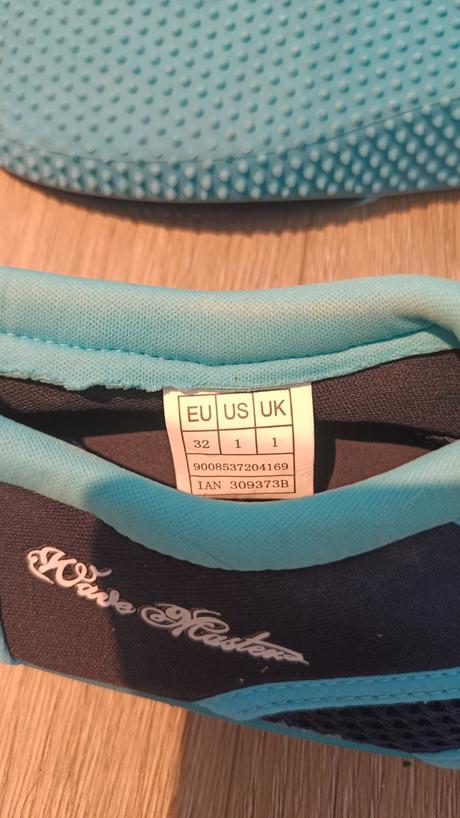 EU US UK
32 1 1
9008537204169
IAN 309373B
Wave Master